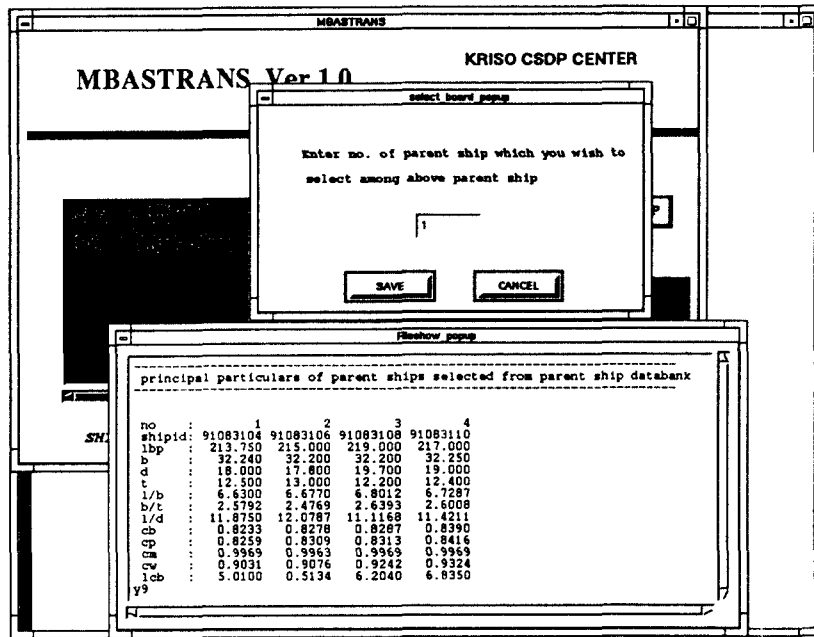 MBASTRANS
MBASTRANS Ver 1.0
KRISO CSDP CENTER
select_board_popup
Enter no. of parent ship which you wish to
select among above parent ship
1
P
SAVE CANCEL
Fileshow_popup
principal particulars of parent ships selected from parent ship databank
no : 1 2 3 4
shipid: 91083104 91083106 91083108 91083110
lbp : 213.750 215.000 219.000 217.000
b : 32.240 32.200 32.200 32.250
d : 18.000 17.800 19.700 19.000
t : 12.500 13.000 12.200 12.400
l/b : 6.6300 6.6770 6.8012 6.7287
b/t : 2.5792 2.4769 2.6393 2.6008
l/d : 11.8750 12.0787 11.1168 11.4211
cb : 0.8233 0.8278 0.8287 0.8390
cp : 0.8259 0.8309 0.8313 0.8416
cm : 0.9969 0.9963 0.9969 0.9969
cw : 0.9031 0.9076 0.9242 0.9324
lcb : 5.0100 0.5134 6.2040 6.8350
y9
SHI